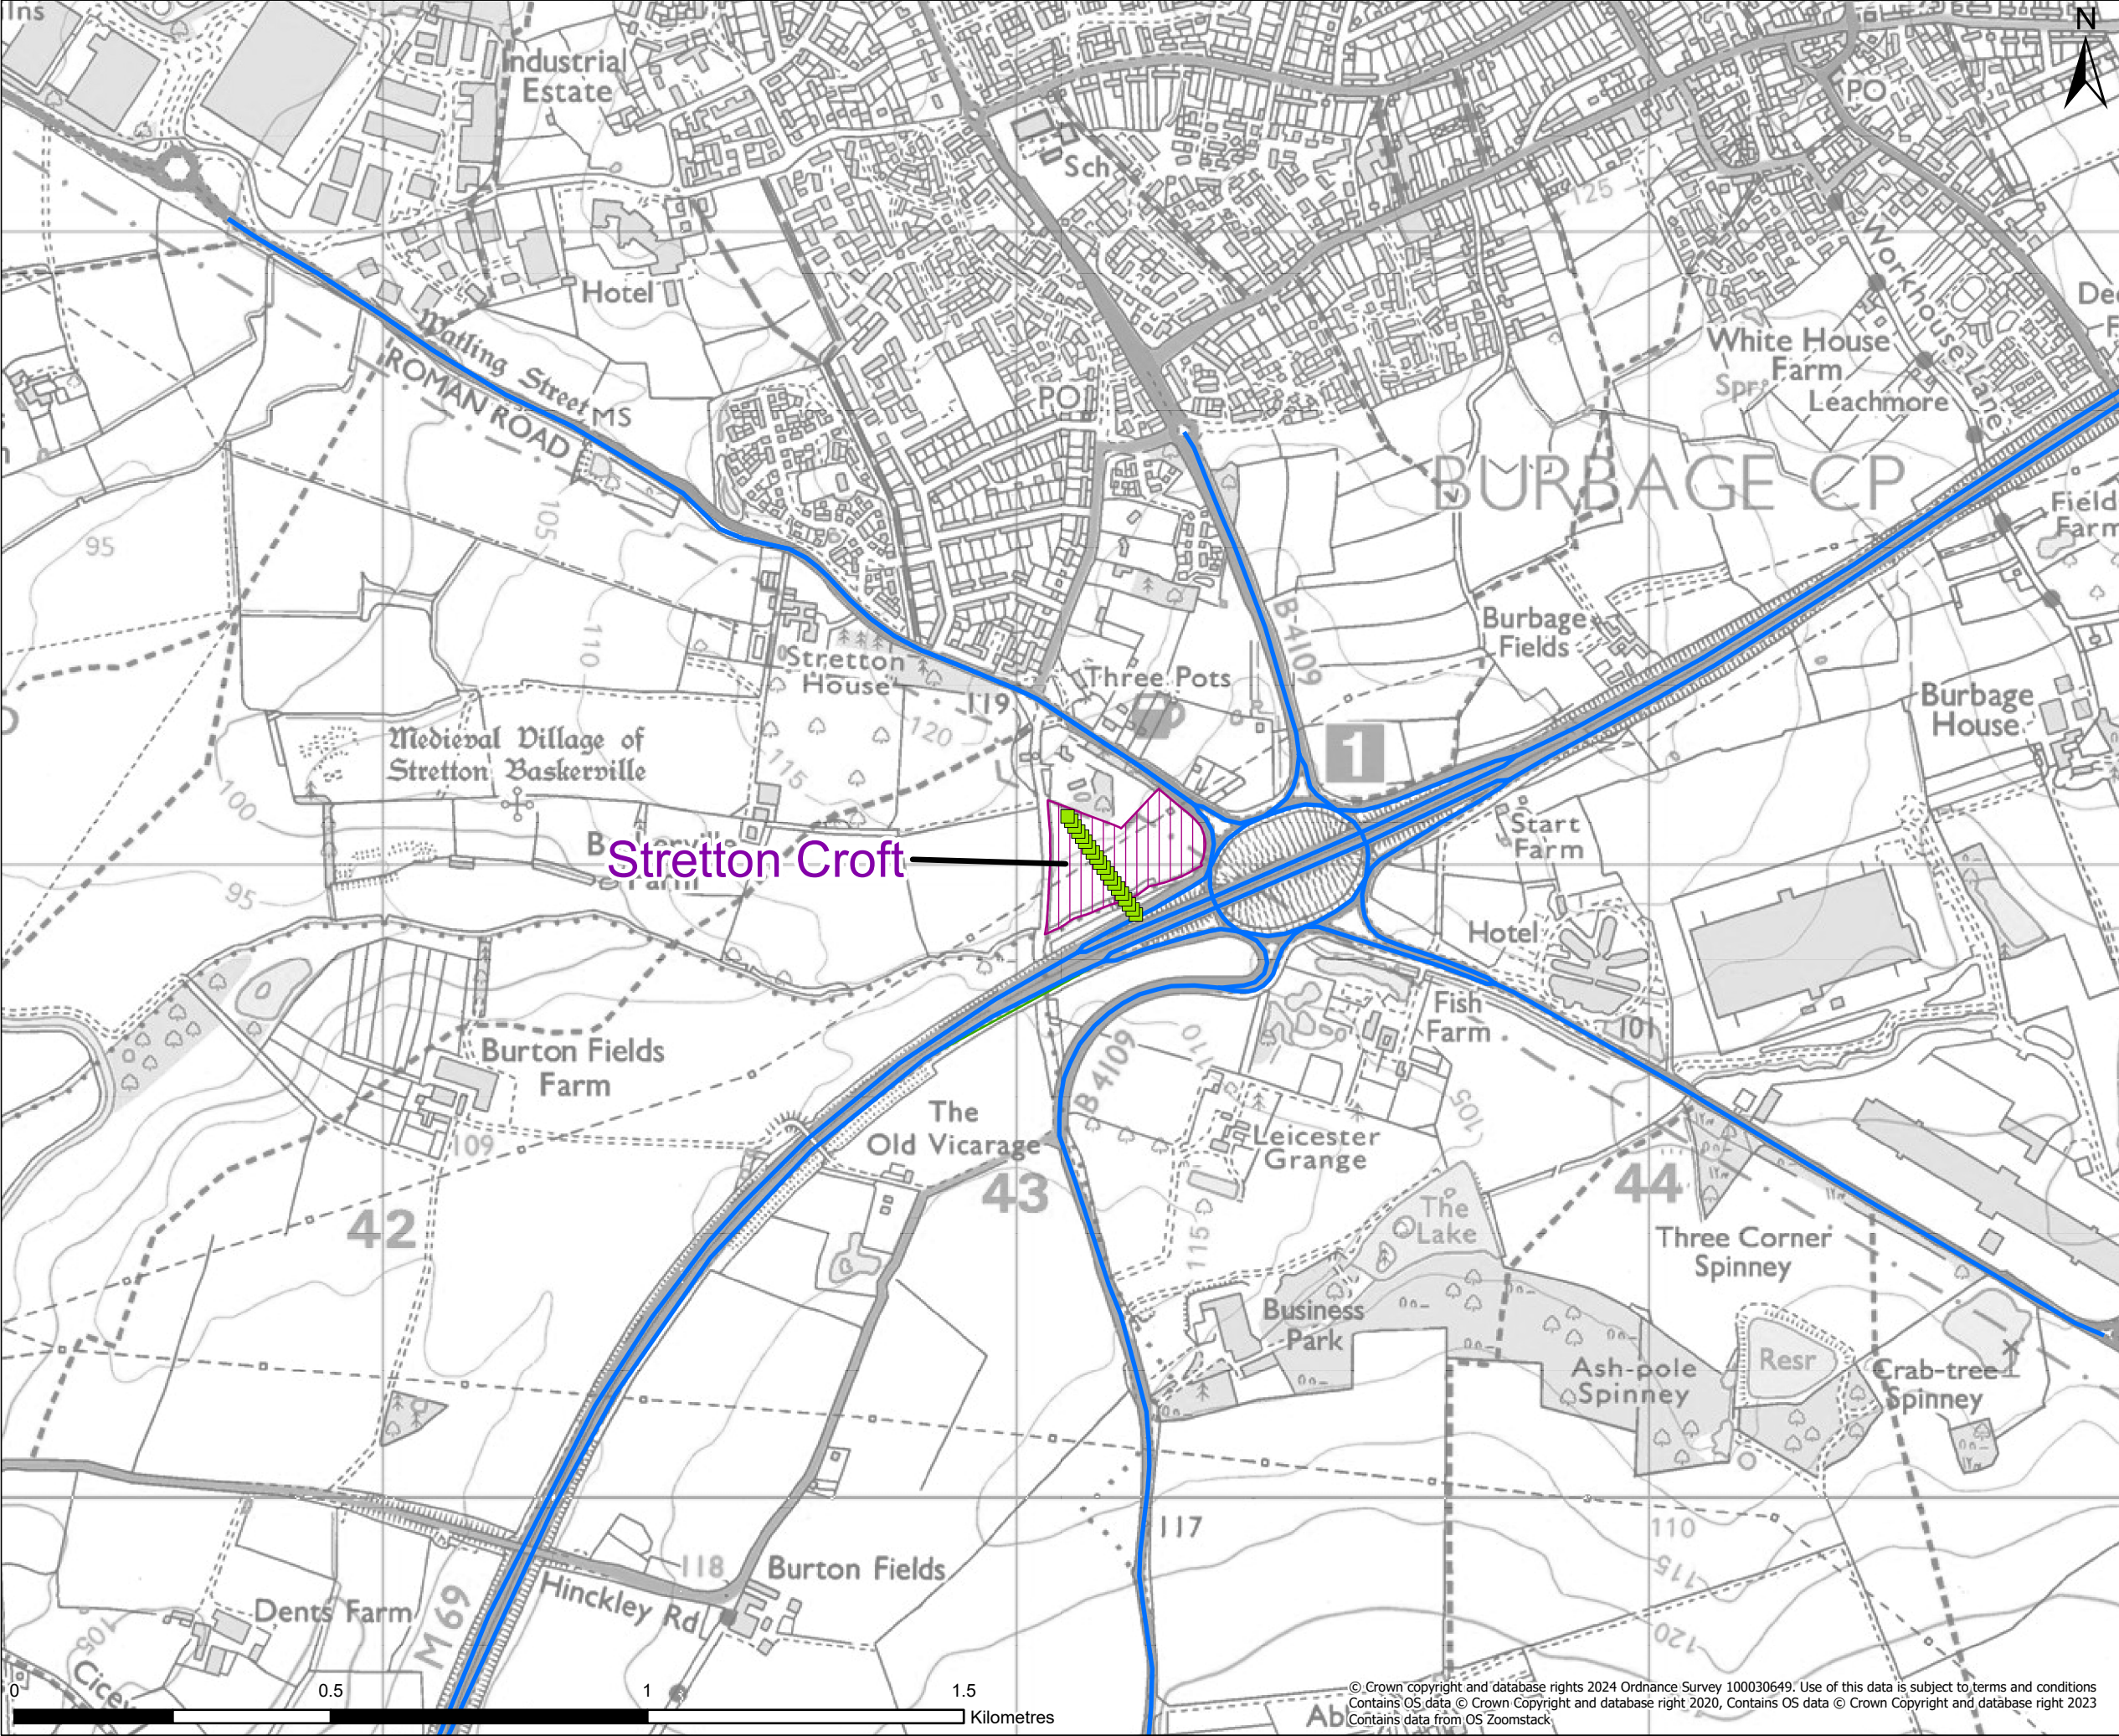 N
Industrial
Estate
PO
Sch
125
Workhouse Lane
Hotel
White House
Farm
Spr
Leachmore
Watling Street
MS
ROMAN ROAD
PO
BURBAGE CP
Field
Farm
105
95
B 4109
110
Burbage
Fields
Stretton
House
Three Pots
119
120
Burbage
House
Medieval Village of
Stretton Baskerville
1
115
100
Start
Farm
Stretton Croft
95
Hotel
Fish
Farm
101
Burton Fields
Farm
B 4109
110
105
The
Old Vicarage
109
Leicester
Grange
43
44
42
The
Lake
115
Three Corner
Spinney
Business
Park
Ash-pole
Spinney
Resr
Crab-tree
Spinney
117
110
118
Burton Fields
115
Hinckley Rd
Dents Farm
M 69
105
120
0
0.5
1
1.5
Kilometres
© Crown copyright and database rights 2024 Ordnance Survey 100030649. Use of this data is subject to terms and conditions
Contains OS data © Crown Copyright and database right 2020, Contains OS data © Crown Copyright and database right 2023
Contains data from OS Zoomstack